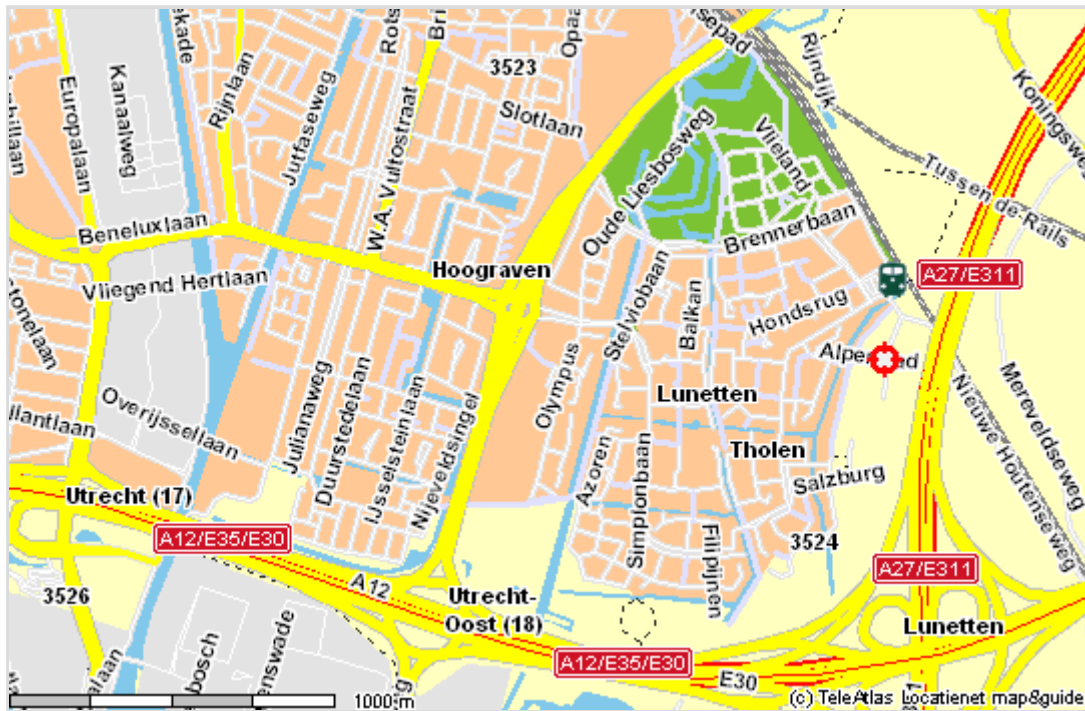 Rijnlaan
Europalaan
Kanaalweg
Jutfaseweg
W.A. Vultostraat
3523
Slotlaan
Rijndijk
Koningsweg
Oude Liesbosweg
Vlieland
Tussen de Rails
Brennerbaan
Beneluxlaan
Vliegend Hertlaan
Hoograven
Stelviobaan
Balkan
Hondsrug
A27/E311
Olympus
Lunetten
Mereveldseweg
Nieuwe Houtenseweg
Overijssellaan
Julianaweg
Duurstedelaan
IJsselsteinlaan
Nijeveldsingel
Azoren
Simplonbaan
Tholen
Salzburg
Filipijnen
3524
Utrecht (17)
A12/E35/E30
A12
3526
Utrecht-
Oost (18)
A27/E311
Lunetten
A12/E35/E30
E30
1000 m
(c) TeleAtlas Locatienet map&guide